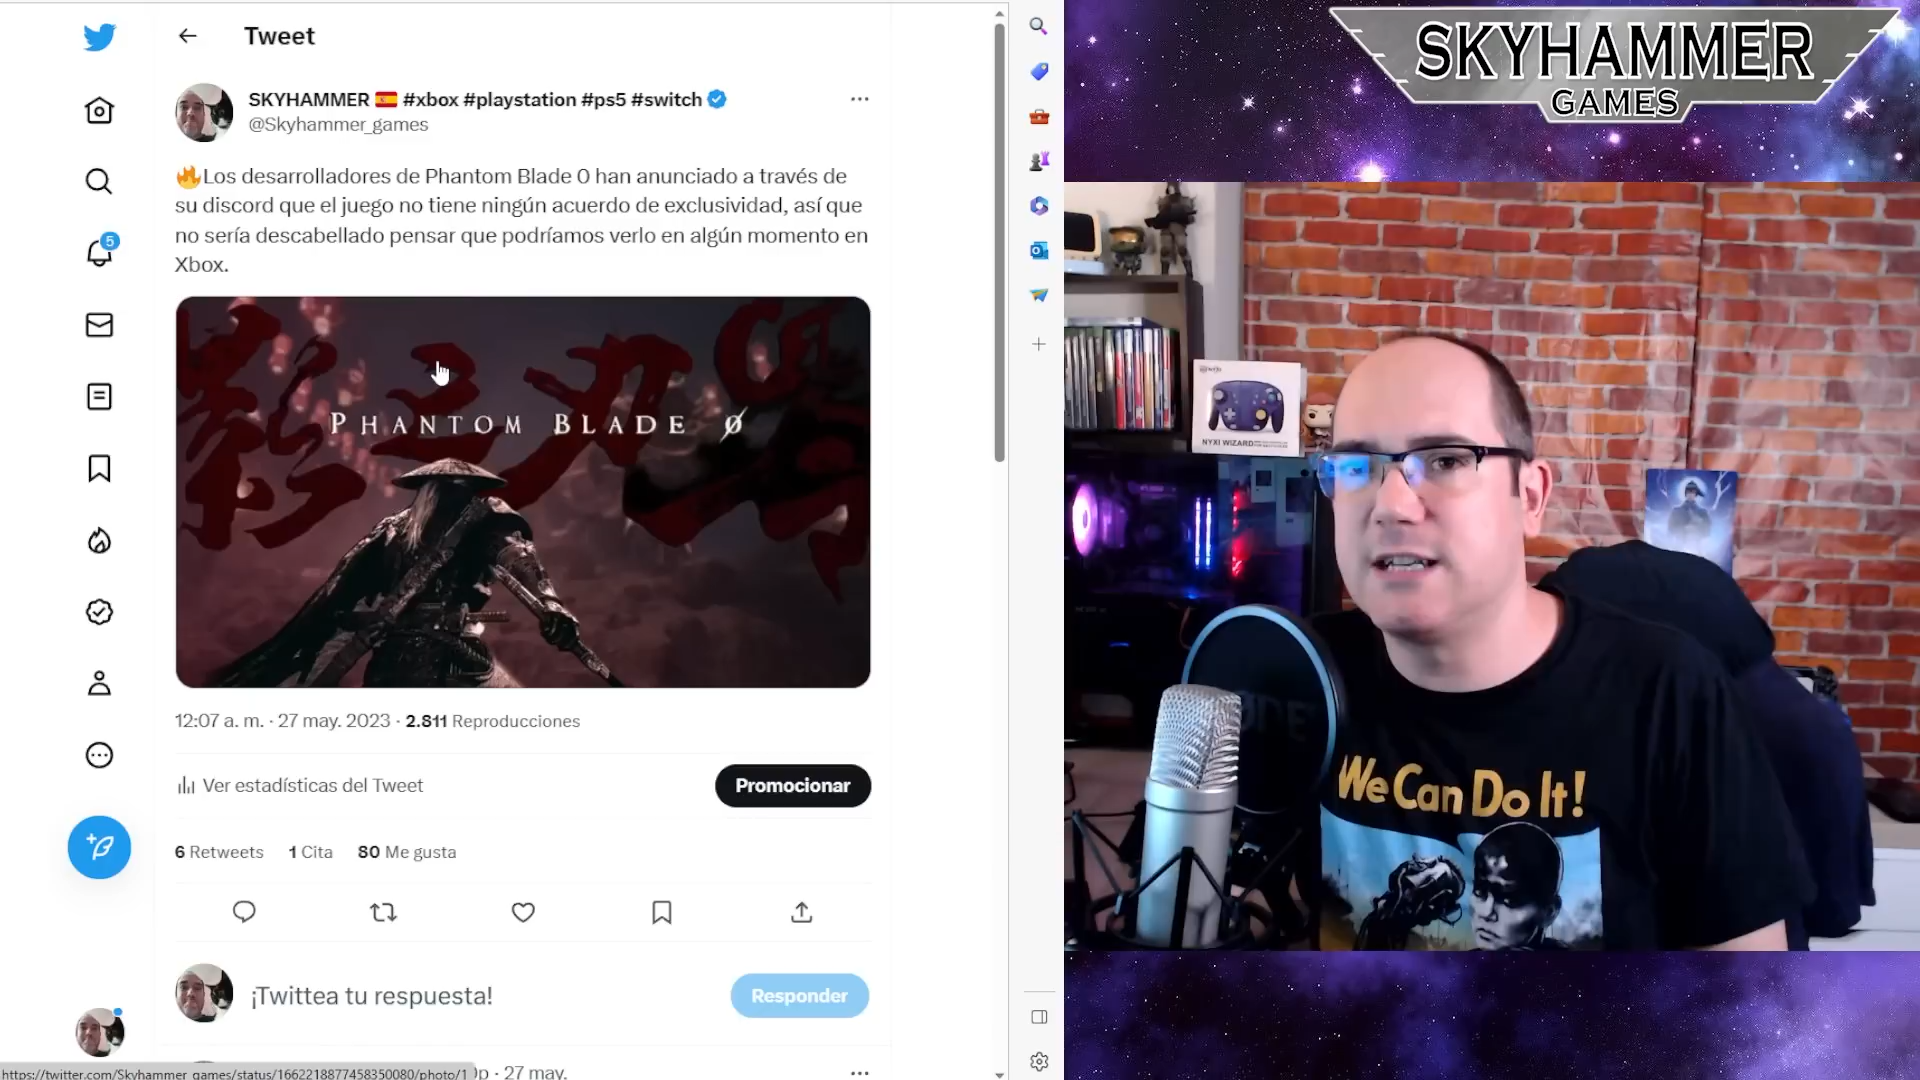 Tweet
SKYHAMMER 🇪🇸 #xbox #playstation #ps5 #switch
@Skyhammer_games
🔥Los desarrolladores de Phantom Blade 0 han anunciado a través de
su discord que el juego no tiene ningún acuerdo de exclusividad, así que
no sería descabellado pensar que podríamos verlo en algún momento en
Xbox.
PHANTOM BLADE 0
12:07 a. m. · 27 may. 2023 · 2.811 Reproducciones
Ver estadísticas del Tweet
Promocionar
6 Retweets 1 Cita 80 Me gusta
¡Twittea tu respuesta!
Responder
· 27 may.
https://twitter.com/Skyhammer_games/status/1662218877458350080/photo/1
5
SKYHAMMER
GAMES
NYXI WIZARD
We Can Do It!